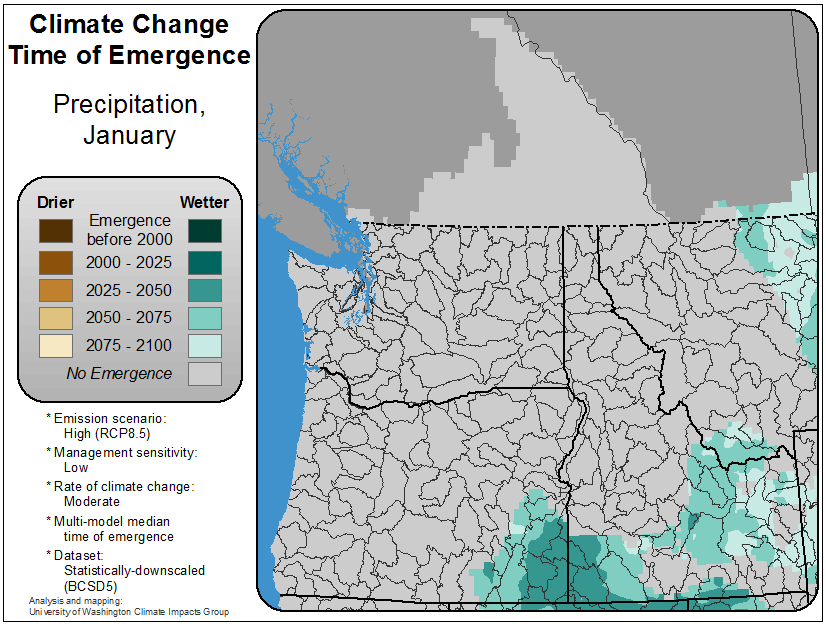 Climate Change
Time of Emergence
Precipitation,
January
Drier
Wetter
Emergence
before 2000
2000 - 2025
2025 - 2050
2050 - 2075
2075 - 2100
No Emergence
* Emission scenario:
High (RCP8.5)
* Management sensitivity:
Low
* Rate of climate change:
Moderate
* Multi-model median
time of emergence
* Dataset:
Statistically-downscaled
(BCSD5)
Analysis and mapping:
University of Washington Climate Impacts Group